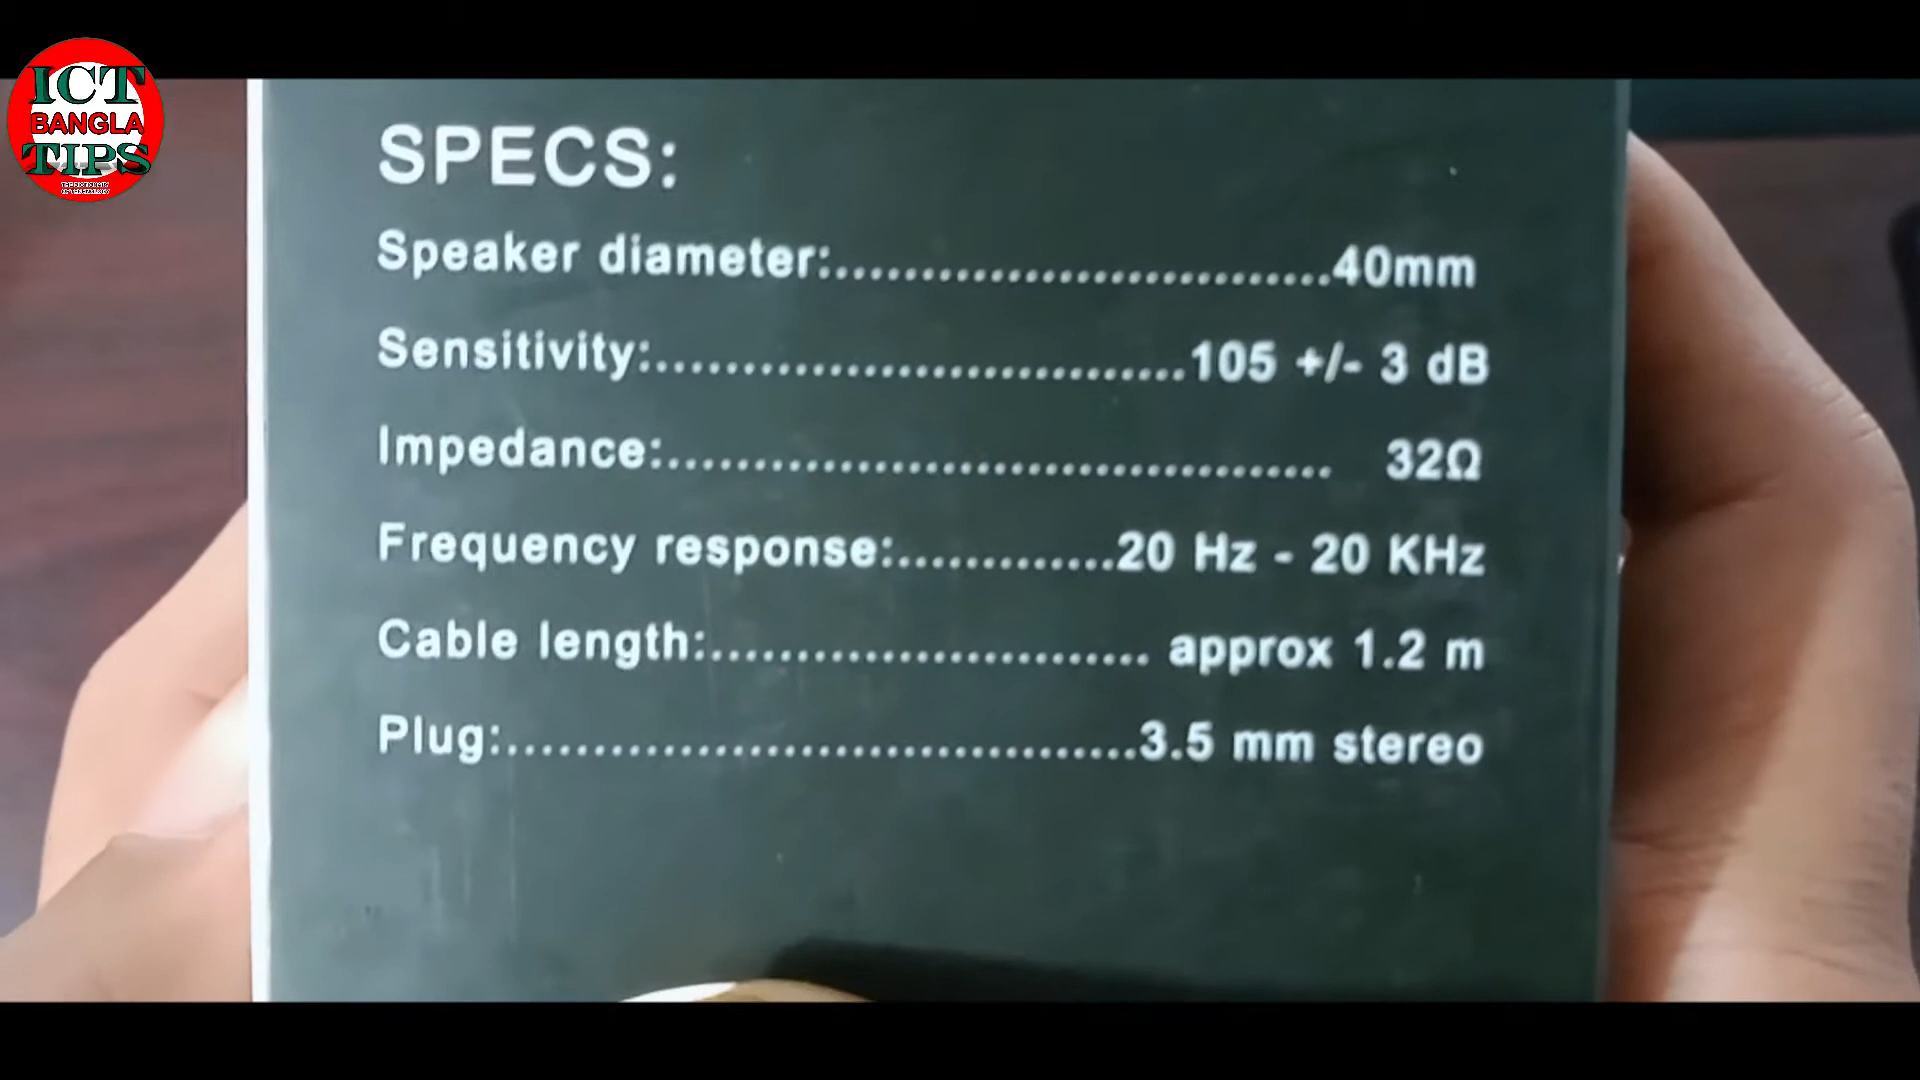 ICT
BANGLA
TIPS
SPECS:
Speaker diameter:..................................40mm
Sensitivity:.....................................105 +/- 3 dB
Impedance:.............................................. 32Ω
Frequency response:...............20 Hz - 20 KHz
Cable length:.............................. approx 1.2 m
Plug:...........................................3.5 mm stereo